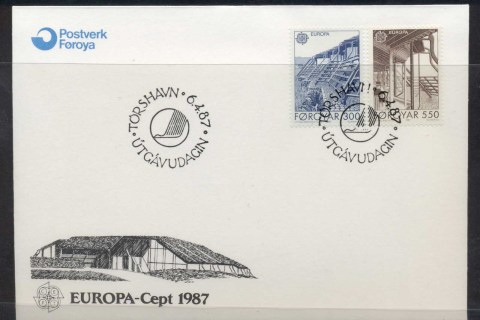 Postverk
Føroya
EUROPA
EUROPA
FØROYAR 300
FØROYAR 550
TÓRSHAVN • 6.4.87 •
ÚTGÁVUDAGIN •
TÓRSHAVN • 6.4.87 •
ÚTGÁVUDAGIN •
EUROPA-Cept 1987